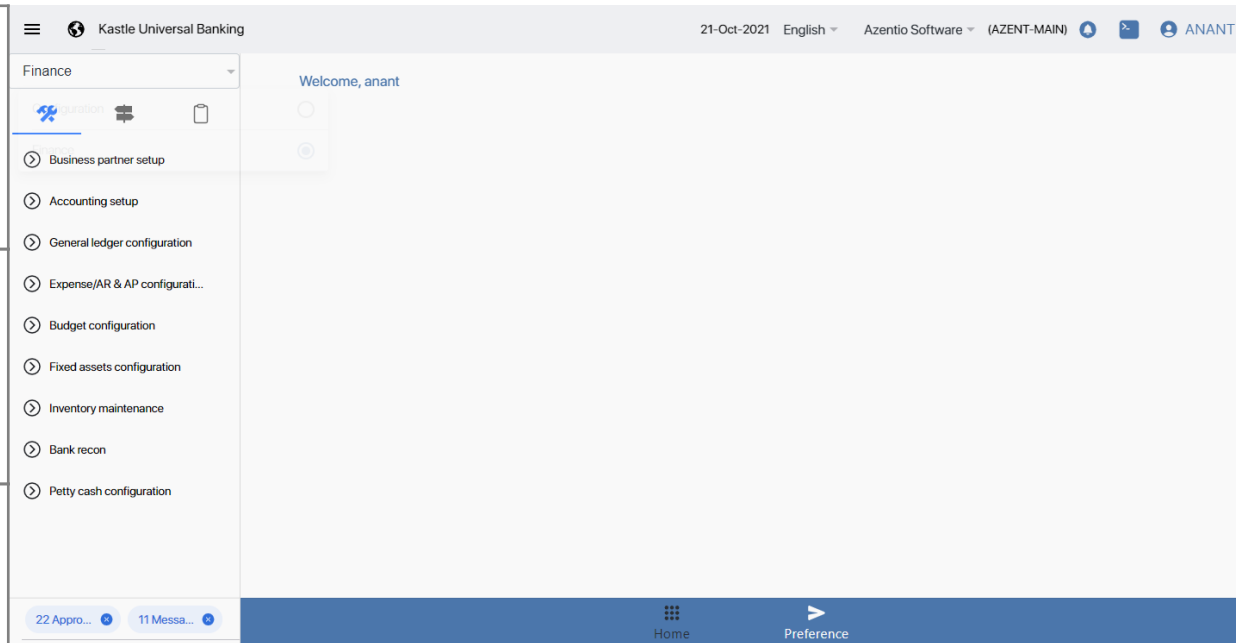 Kastle Universal Banking
21-Oct-2021 English Azentio Software (AZENT-MAIN) ANANT
Finance
Welcome, anant
Business partner setup
Accounting setup
General ledger configuration
Expense/AR & AP configurati...
Budget configuration
Fixed assets configuration
Inventory maintenance
Bank recon
Petty cash configuration
22 Appro... 11 Messa...
Home Preference